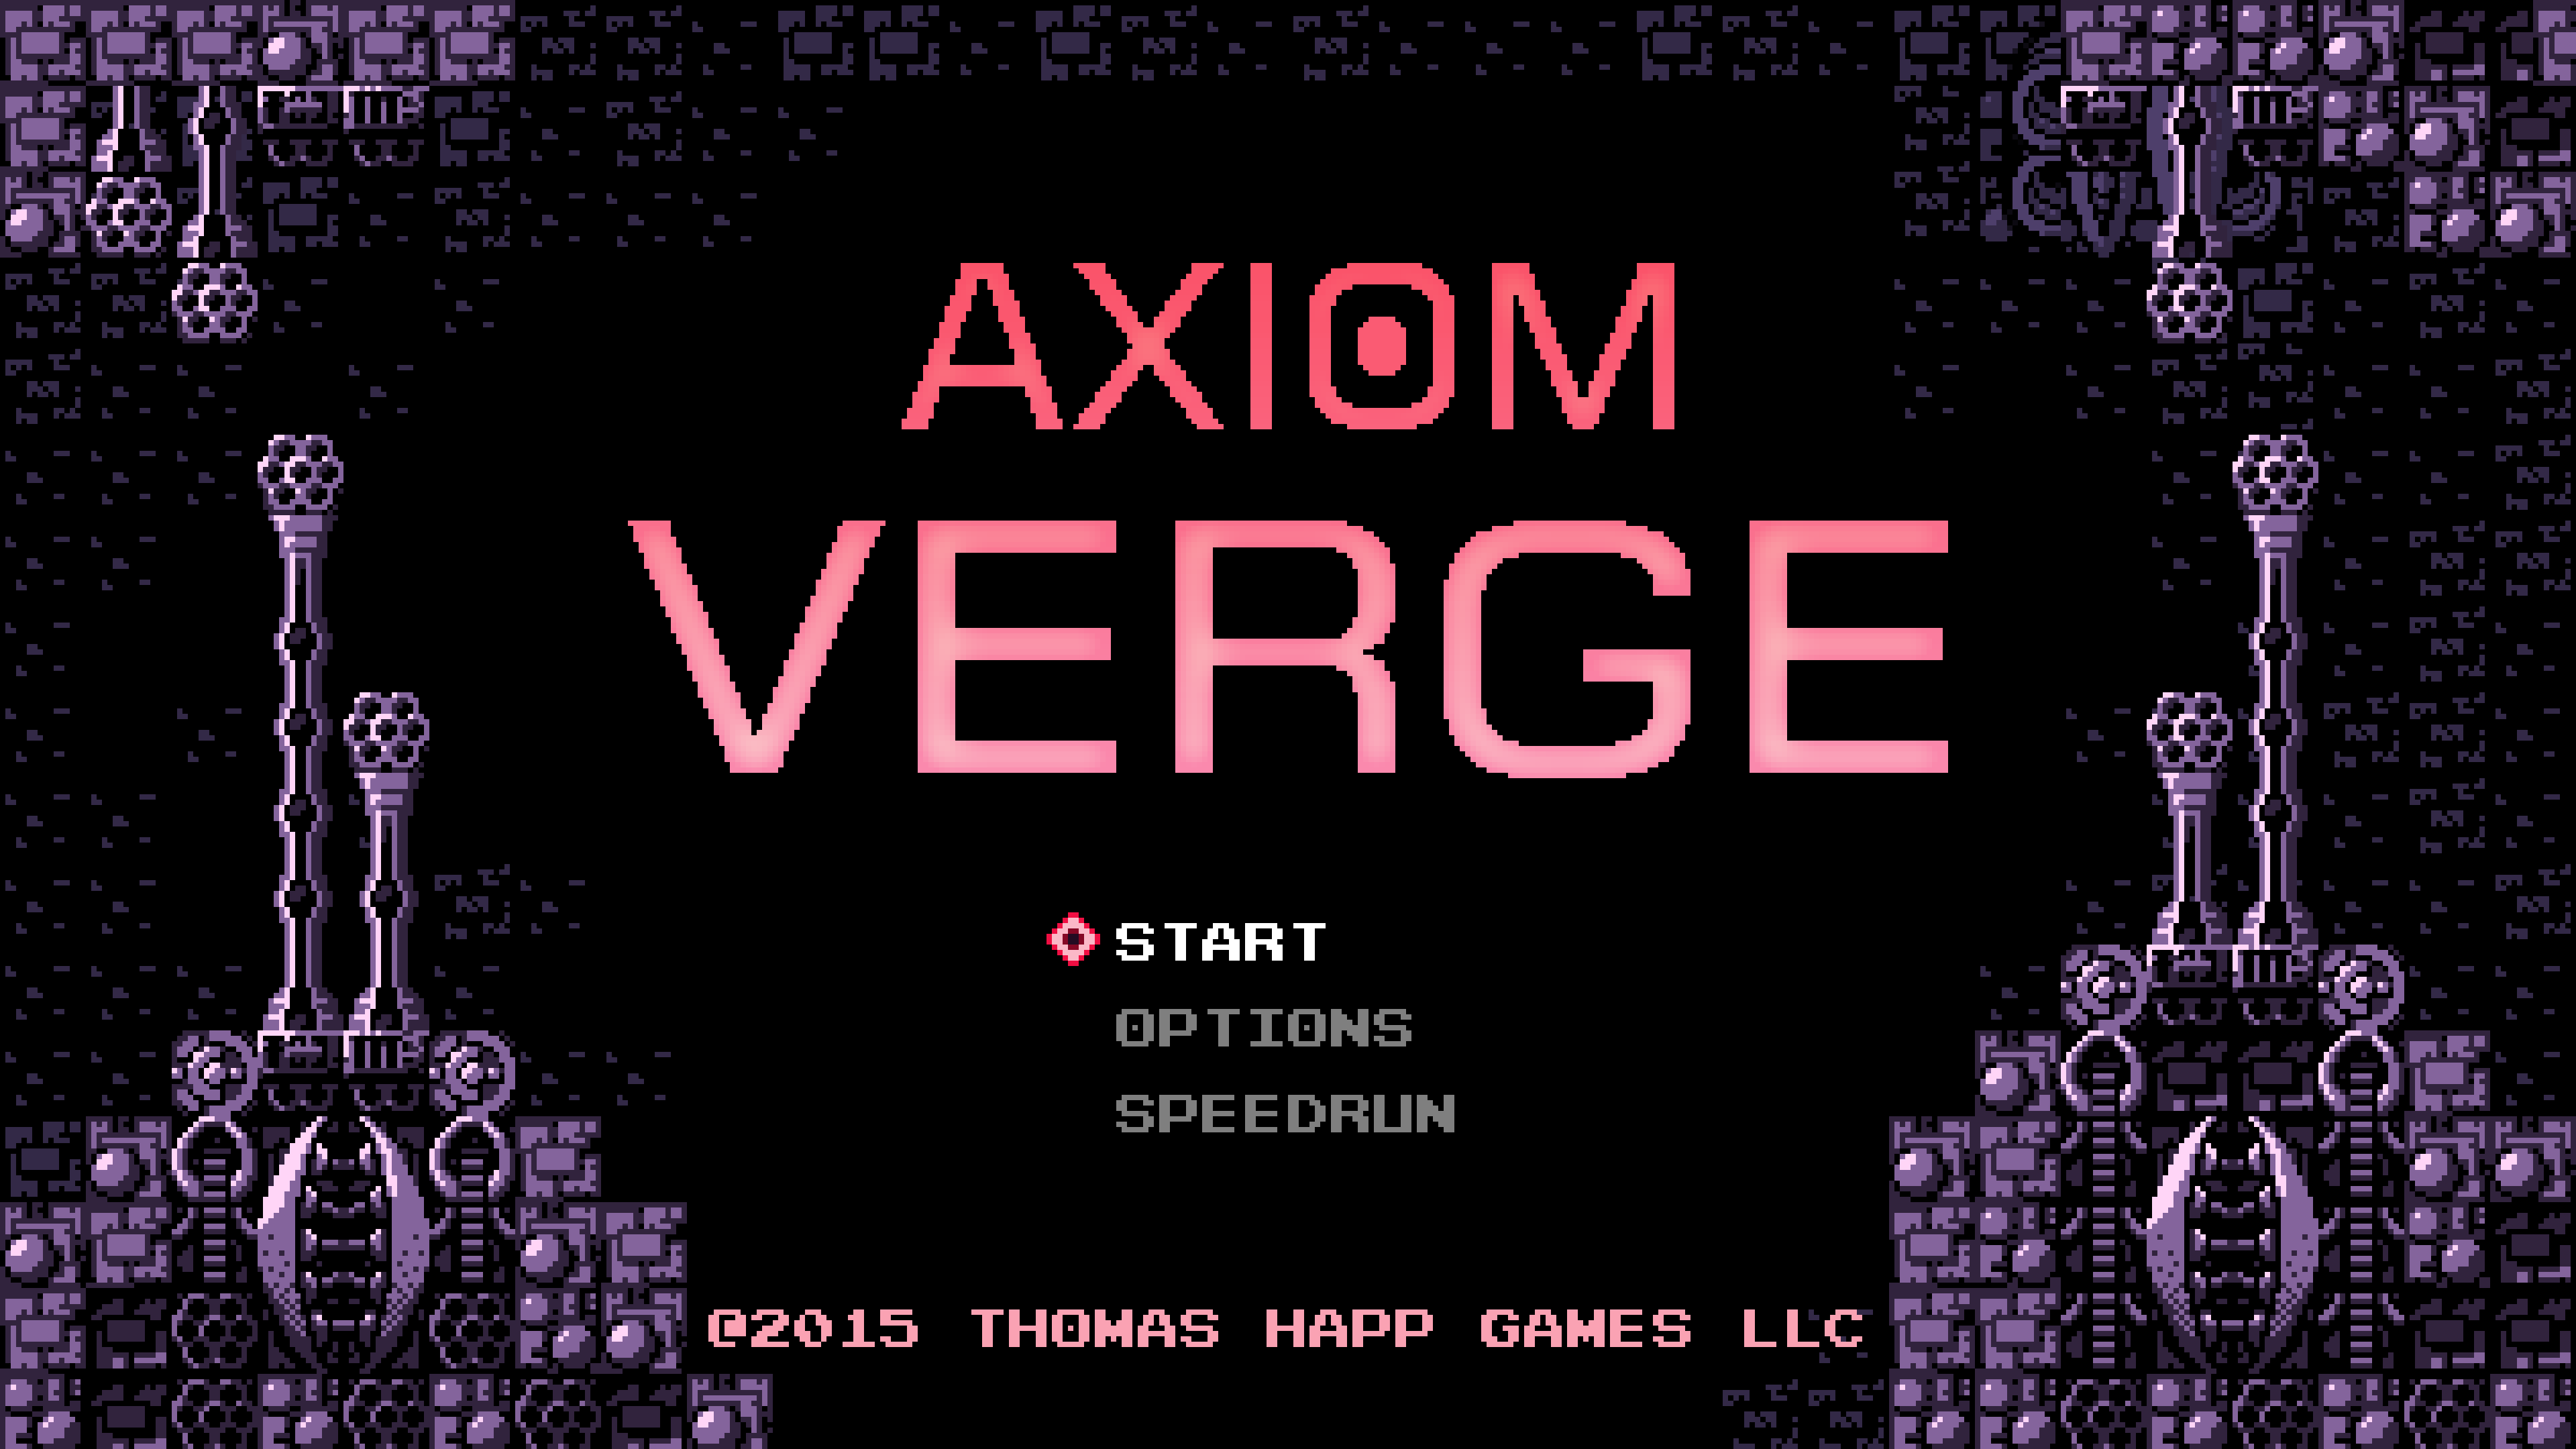 AXIOM
VERGE
START
OPTIONS
SPEEDRUN
©2015 THOMAS HAPP GAMES LLC